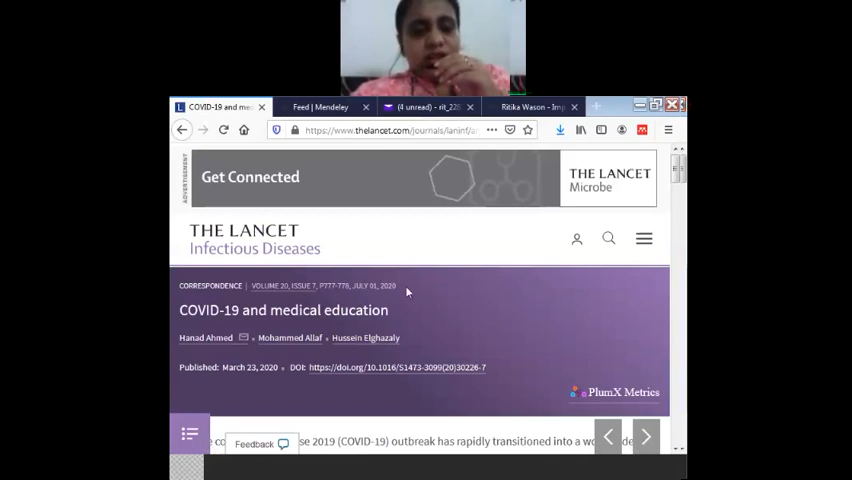 COVID-19 and med
Feed | Mendeley
(4 unread) - rit_22
Ritika Wason - Imp
https://www.thelancet.com/journals/laninf/a
ADVERTISEMENT
Get Connected
THE LANCET
Microbe
THE LANCET
Infectious Diseases
CORRESPONDENCE | VOLUME 20, ISSUE 7, P777-778, JULY 01, 2020
COVID-19 and medical education
Hanad Ahmed • Mohammed Allaf • Hussein Elghazaly
Published: March 23, 2020 • DOI: https://doi.org/10.1016/S1473-3099(20)30226-7
PlumX Metrics
Feedback
se 2019 (COVID-19) outbreak has rapidly transitioned into a wo